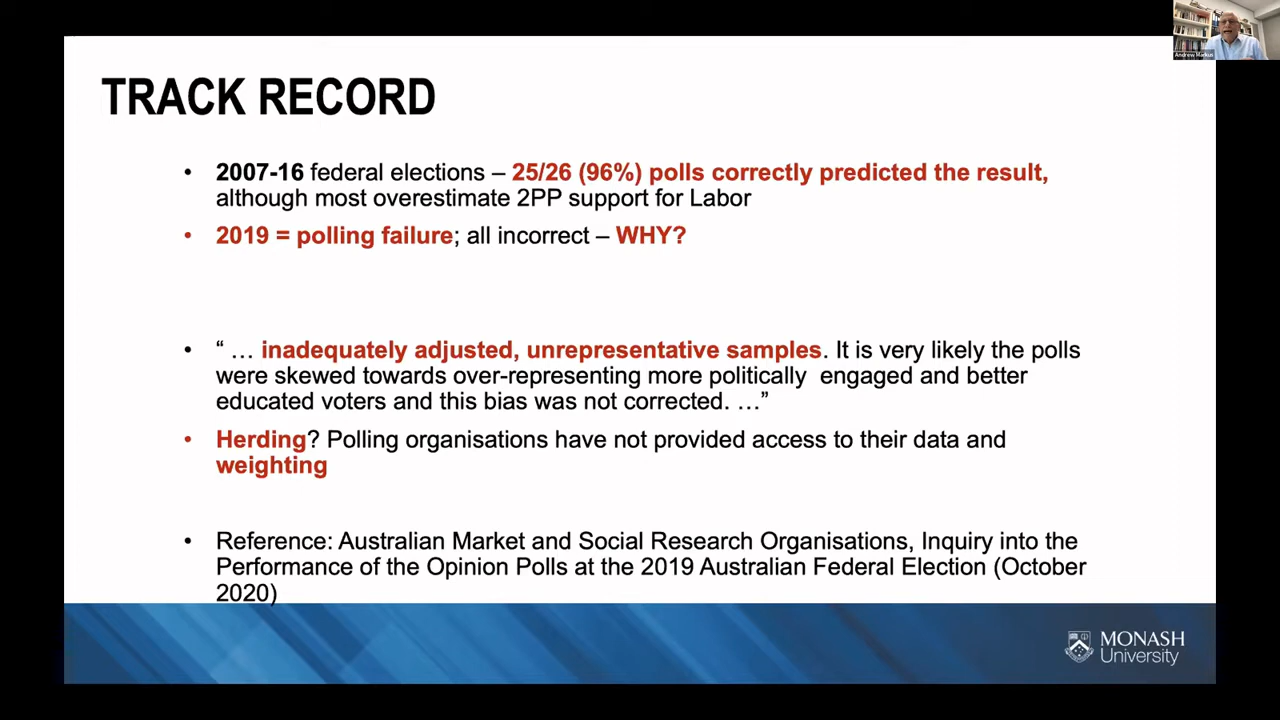 Andrew Markus
TRACK RECORD
• 2007-16 federal elections – 25/26 (96%) polls correctly predicted the result,
although most overestimate 2PP support for Labor
• 2019 = polling failure; all incorrect – WHY?
• “ … inadequately adjusted, unrepresentative samples. It is very likely the polls
were skewed towards over-representing more politically engaged and better
educated voters and this bias was not corrected. …”
• Herding? Polling organisations have not provided access to their data and
weighting
• Reference: Australian Market and Social Research Organisations, Inquiry into the
Performance of the Opinion Polls at the 2019 Australian Federal Election (October
2020)
MONASH
University